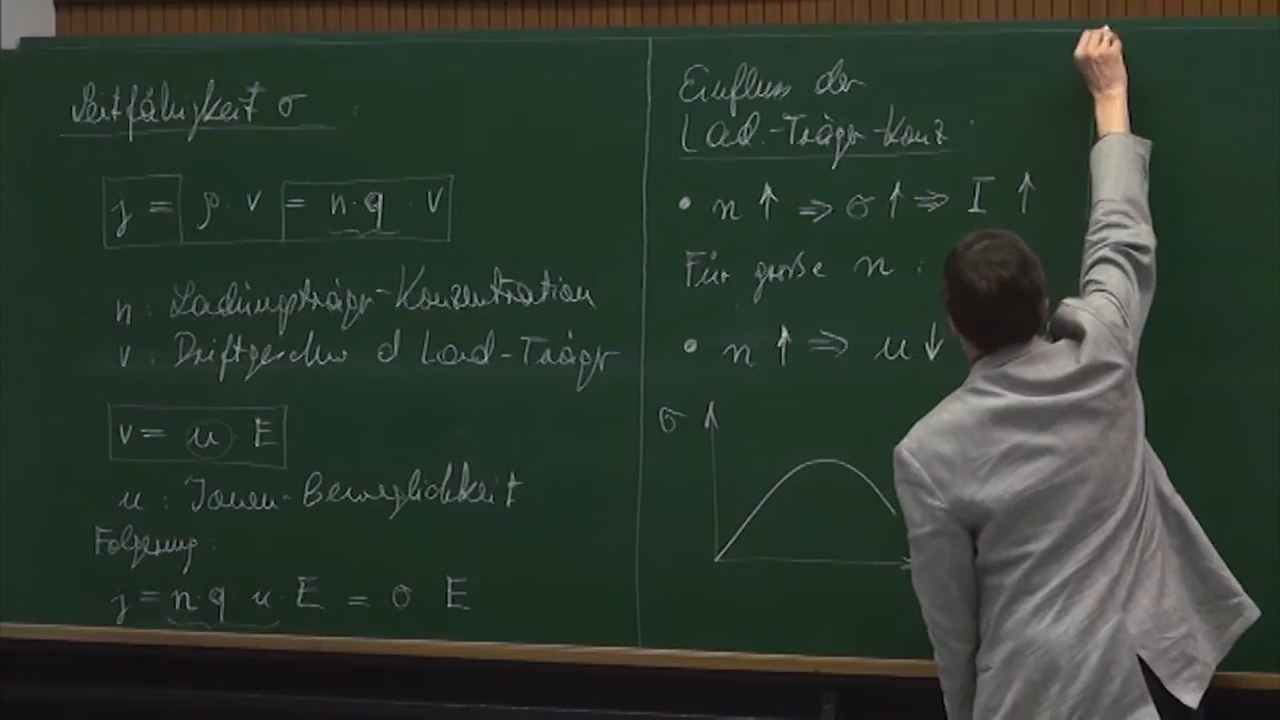 Leitfähigkeit σ :
j = ρ · v = n · q · v
n : Ladungsträger-Konzentration
v : Driftgeschw d Lad-Träger
v = u E
u : Ionen-Beweglichkeit
Folgerung :
j = n · q u · E = σ E
Einfluss der
Lad.-Träger-Konz.
• n ↑ ⇒ σ ↑ ⇒ I ↑
Für große n :
• n ↑ ⇒ u ↓
σ